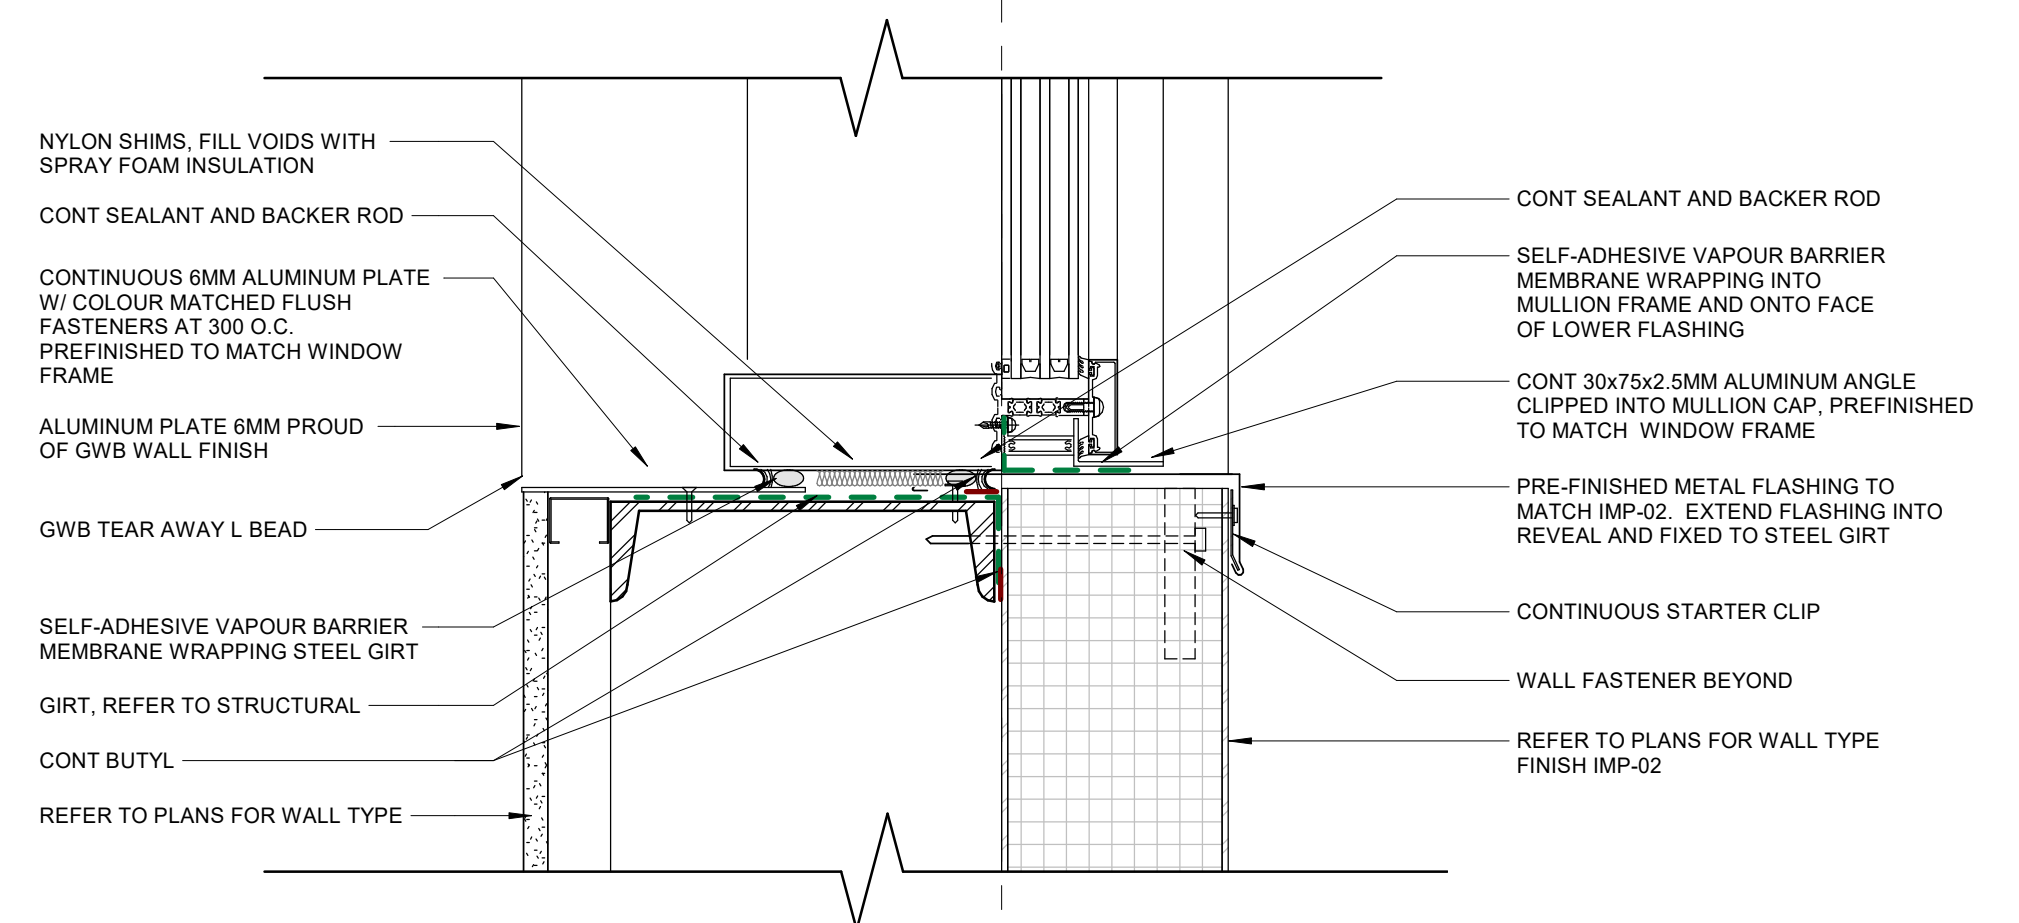 NYLON SHIMS, FILL VOIDS WITH
SPRAY FOAM INSULATION
CONT SEALANT AND BACKER ROD
CONTINUOUS 6MM ALUMINUM PLATE
W/ COLOUR MATCHED FLUSH
FASTENERS AT 300 O.C.
PREFINISHED TO MATCH WINDOW
FRAME
ALUMINUM PLATE 6MM PROUD
OF GWB WALL FINISH
GWB TEAR AWAY L BEAD
SELF-ADHESIVE VAPOUR BARRIER
MEMBRANE WRAPPING STEEL GIRT
GIRT, REFER TO STRUCTURAL
CONT BUTYL
REFER TO PLANS FOR WALL TYPE
CONT SEALANT AND BACKER ROD
SELF-ADHESIVE VAPOUR BARRIER
MEMBRANE WRAPPING INTO
MULLION FRAME AND ONTO FACE
OF LOWER FLASHING
CONT 30x75x2.5MM ALUMINUM ANGLE
CLIPPED INTO MULLION CAP, PREFINISHED
TO MATCH WINDOW FRAME
PRE-FINISHED METAL FLASHING TO
MATCH IMP-02. EXTEND FLASHING INTO
REVEAL AND FIXED TO STEEL GIRT
CONTINUOUS STARTER CLIP
WALL FASTENER BEYOND
REFER TO PLANS FOR WALL TYPE
FINISH IMP-02